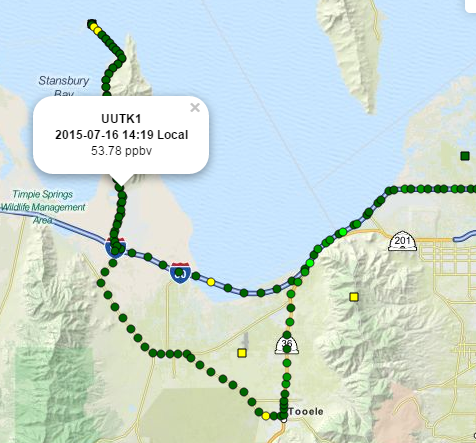 Stansbury
Bay
×
UUTK1
2015-07-16 14:19 Local
53.78 ppbv
Timpie Springs
Wildlife Management
Area
201
36
Tooele